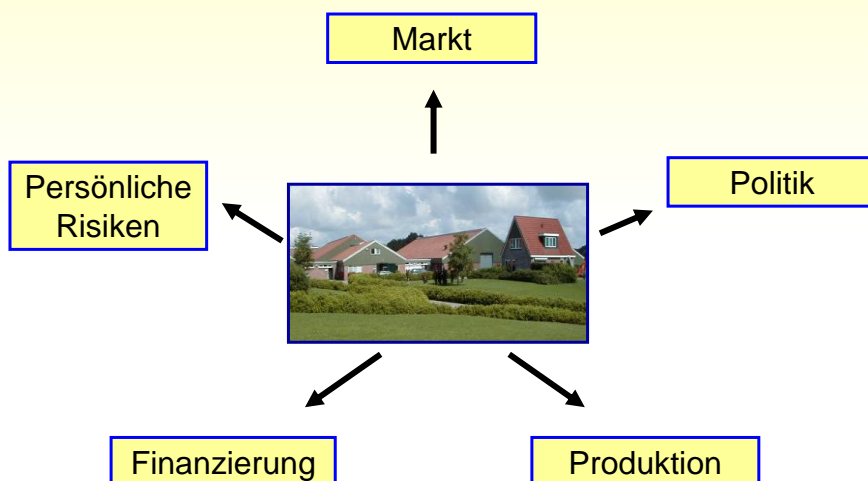 Markt
Persönliche
Risiken
Politik
Finanzierung
Produktion